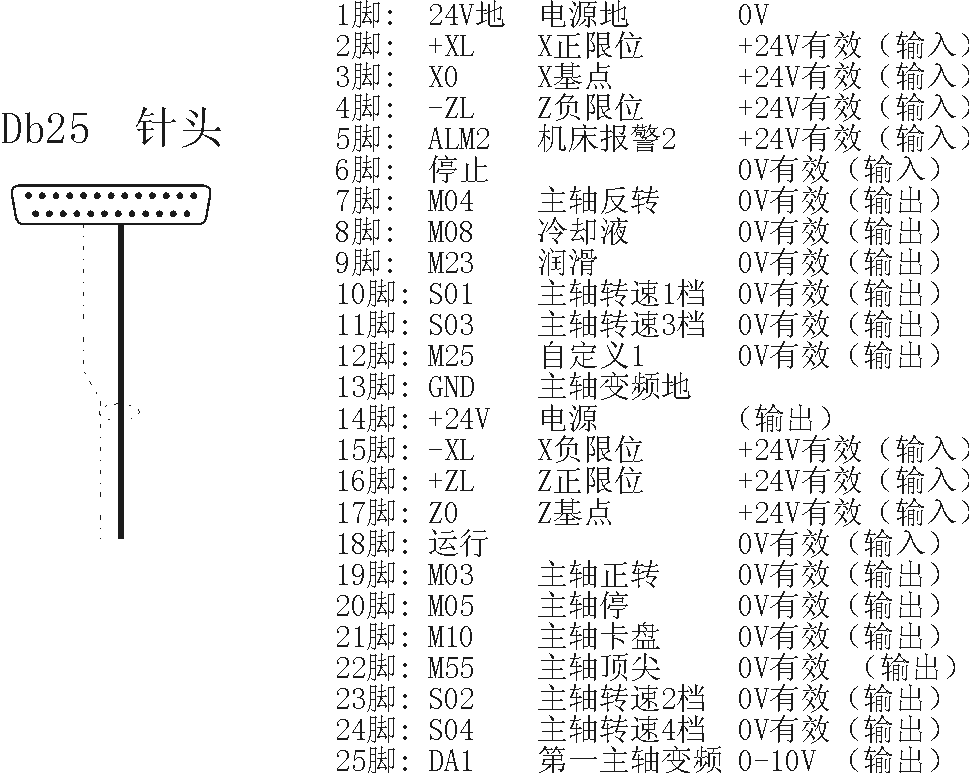 Db25 针头
1脚: 24V地 电源地 0V
2脚: +XL X正限位 +24V有效（输入）
3脚: X0 X基点 +24V有效（输入）
4脚: -ZL Z负限位 +24V有效（输入）
5脚: ALM2 机床报警2 +24V有效（输入）
6脚: 停止 0V有效（输入）
7脚: M04 主轴反转 0V有效（输出）
8脚: M08 冷却液 0V有效（输出）
9脚: M23 润滑 0V有效（输出）
10脚: S01 主轴转速1档 0V有效（输出）
11脚: S03 主轴转速3档 0V有效（输出）
12脚: M25 自定义1 0V有效（输出）
13脚: GND 主轴变频地
14脚: +24V 电源 （输出）
15脚: -XL X负限位 +24V有效（输入）
16脚: +ZL Z正限位 +24V有效（输入）
17脚: Z0 Z基点 +24V有效（输入）
18脚: 运行 0V有效（输入）
19脚: M03 主轴正转 0V有效（输出）
20脚: M05 主轴停 0V有效（输出）
21脚: M10 主轴卡盘 0V有效（输出）
22脚: M55 主轴顶尖 0V有效 （输出）
23脚: S02 主轴转速2档 0V有效（输出）
24脚: S04 主轴转速4档 0V有效（输出）
25脚: DA1 第一主轴变频 0-10V （输出）